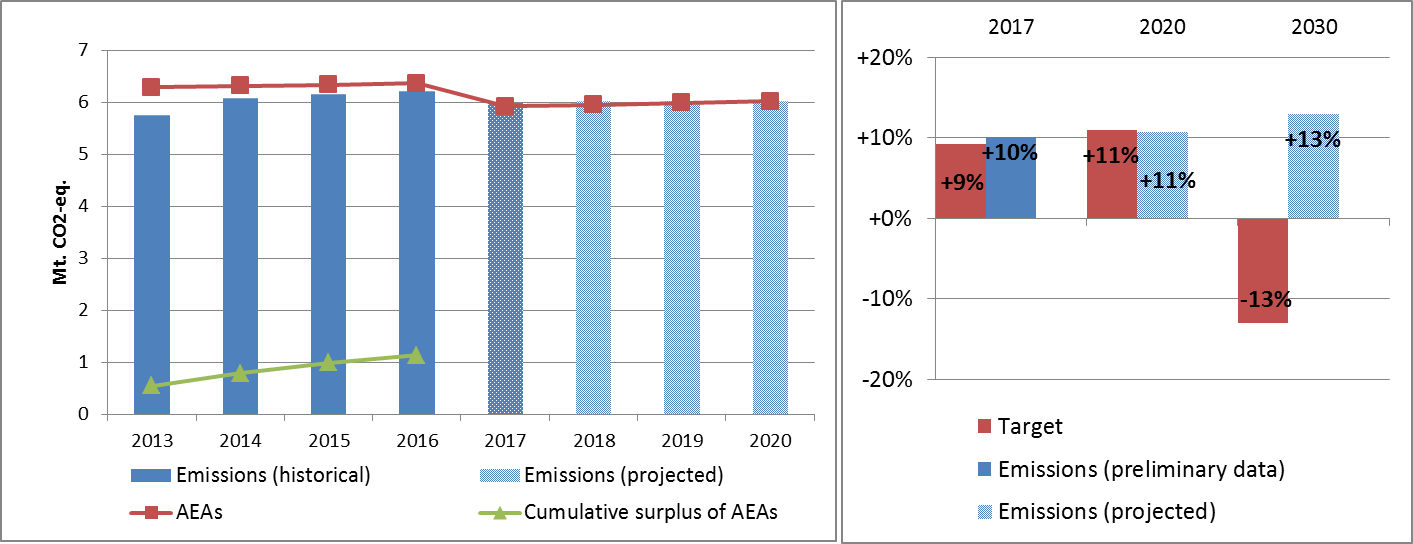 7
6
5
4
3
2
1
0
Mt. CO2-eq.
2013 2014 2015 2016 2017 2018 2019 2020
Emissions (historical) Emissions (projected)
AEAs Cumulative surplus of AEAs
2017 2020 2030
+20%
+10%
+0%
-10%
-20%
+9%
+10%
+11%
+11%
-13%
+13%
Target
Emissions (preliminary data)
Emissions (projected)